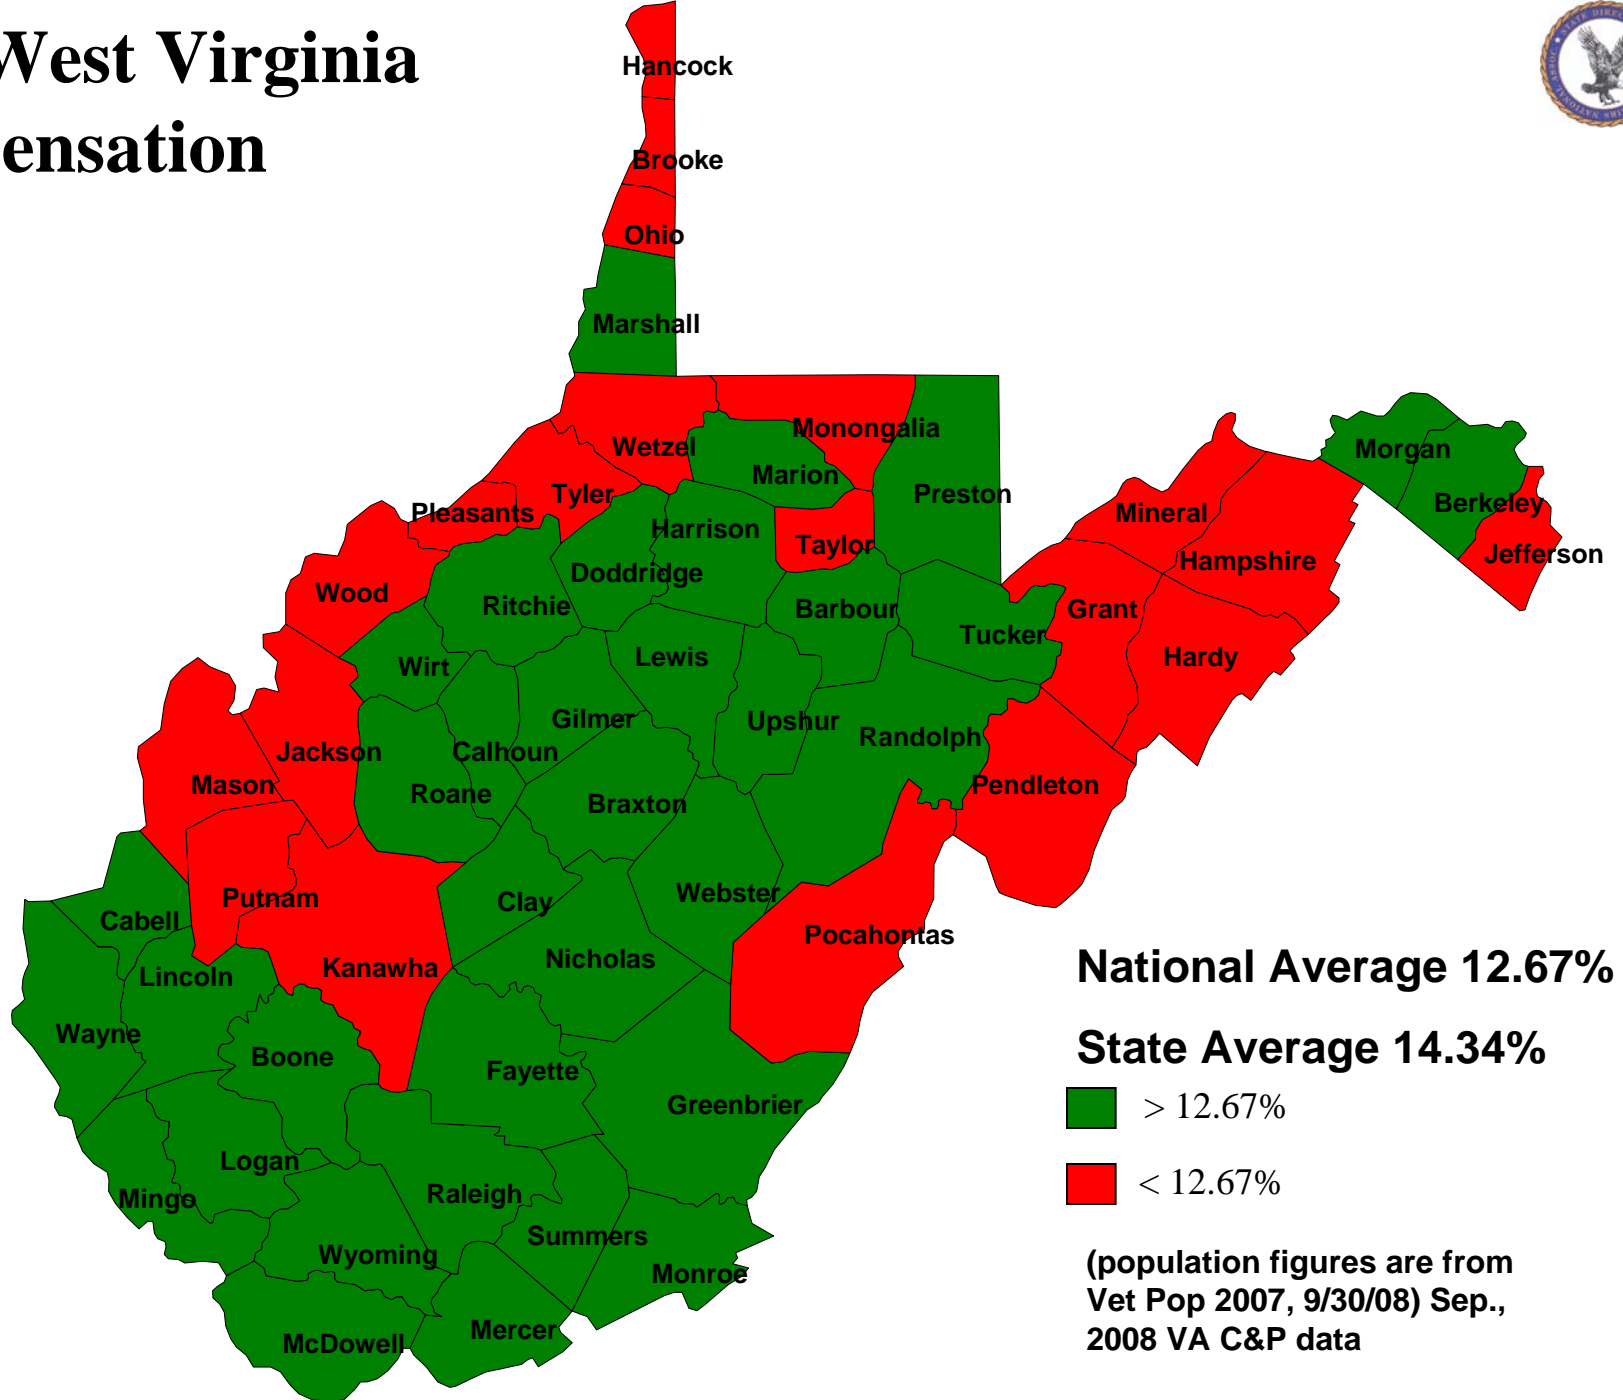 West Virginia
ensation
Hancock
Brooke
Ohio
Marshall
Wetzel
Monongalia
Marion
Preston
Tyler
Pleasants
Harrison
Taylor
Doddridge
Wood
Ritchie
Barbour
Tucker
Lewis
Wirt
Gilmer
Upshur
Randolph
Calhoun
Jackson
Mason
Roane
Braxton
Pendleton
Mineral
Hampshire
Grant
Hardy
Morgan
Berkeley
Jefferson
Putnam
Cabell
Clay
Webster
Pocahontas
Lincoln
Kanawha
Nicholas
Wayne
Boone
Fayette
Greenbrier
Logan
Mingo
Raleigh
Summers
Wyoming
Monroe
McDowell
Mercer
National Average 12.67%
State Average 14.34%
> 12.67%
< 12.67%
(population figures are from
Vet Pop 2007, 9/30/08) Sep.,
2008 VA C&P data